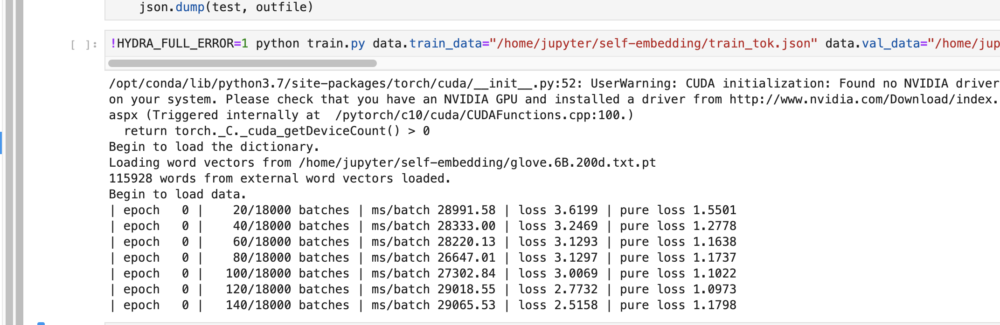 json.dump(test, outfile)
[ ]: !HYDRA_FULL_ERROR=1 python train.py data.train_data="/home/jupyter/self-embedding/train_tok.json" data.val_data="/home/jup
/opt/conda/lib/python3.7/site-packages/torch/cuda/__init__.py:52: UserWarning: CUDA initialization: Found no NVIDIA driver
on your system. Please check that you have an NVIDIA GPU and installed a driver from http://www.nvidia.com/Download/index.
aspx (Triggered internally at  /pytorch/c10/cuda/CUDAFunctions.cpp:100.)
  return torch._C._cuda_getDeviceCount() > 0
Begin to load the dictionary.
Loading word vectors from /home/jupyter/self-embedding/glove.6B.200d.txt.pt
115928 words from external word vectors loaded.
Begin to load data.
| epoch   0 |    20/18000 batches | ms/batch 28991.58 | loss 3.6199 | pure loss 1.5501
| epoch   0 |    40/18000 batches | ms/batch 28333.00 | loss 3.2469 | pure loss 1.2778
| epoch   0 |    60/18000 batches | ms/batch 28220.13 | loss 3.1293 | pure loss 1.1638
| epoch   0 |    80/18000 batches | ms/batch 26647.01 | loss 3.1297 | pure loss 1.1737
| epoch   0 |   100/18000 batches | ms/batch 27302.84 | loss 3.0069 | pure loss 1.1022
| epoch   0 |   120/18000 batches | ms/batch 29018.55 | loss 2.7732 | pure loss 1.0973
| epoch   0 |   140/18000 batches | ms/batch 29065.53 | loss 2.5158 | pure loss 1.1798